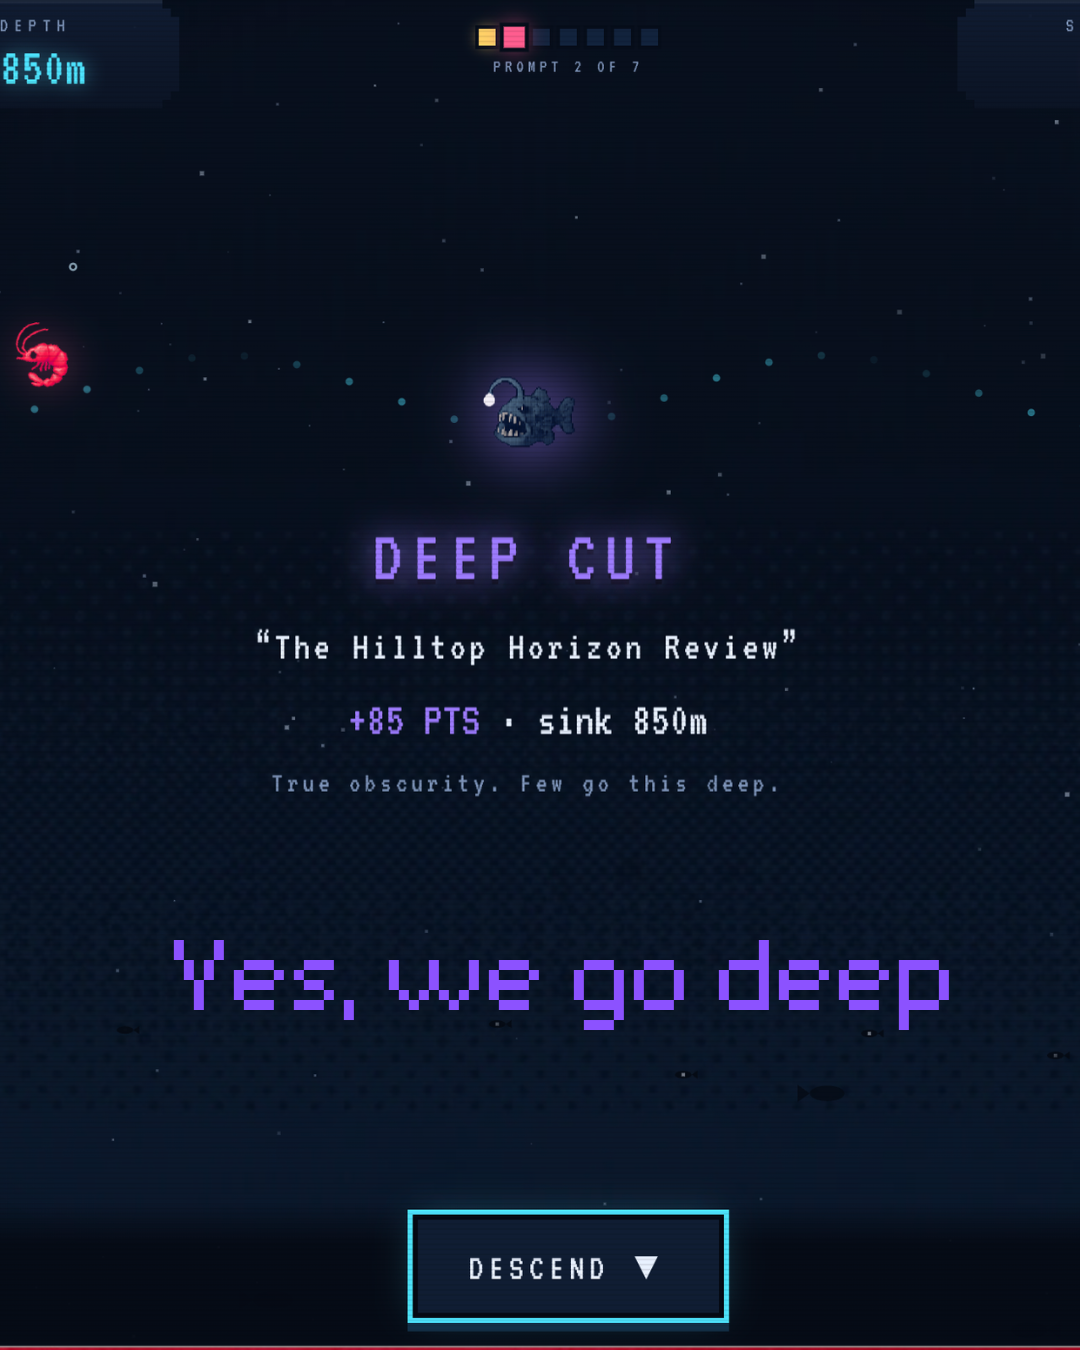 DEPTH
850m
PROMPT 2 OF 7
S
DEEP CUT
“The Hilltop Horizon Review”
+85 PTS · sink 850m
True obscurity. Few go this deep.
Yes, we go deep
DESCEND ▼